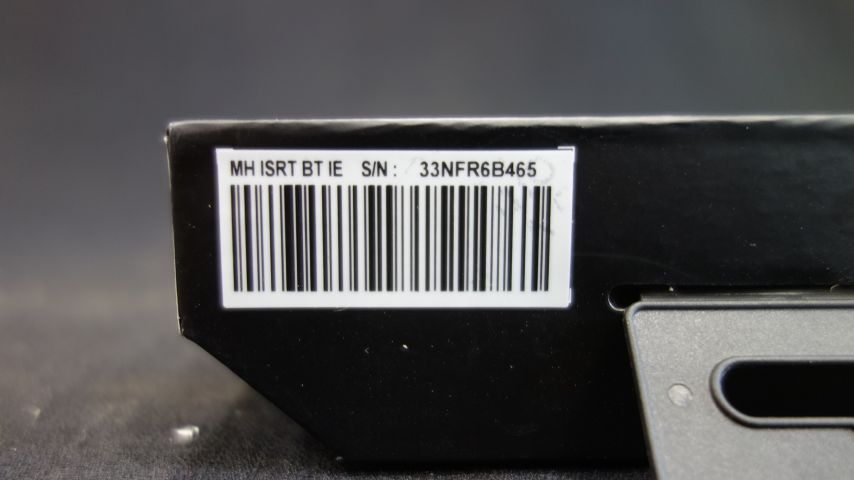 MH ISRT BT IE S/N : 33NFR6B465